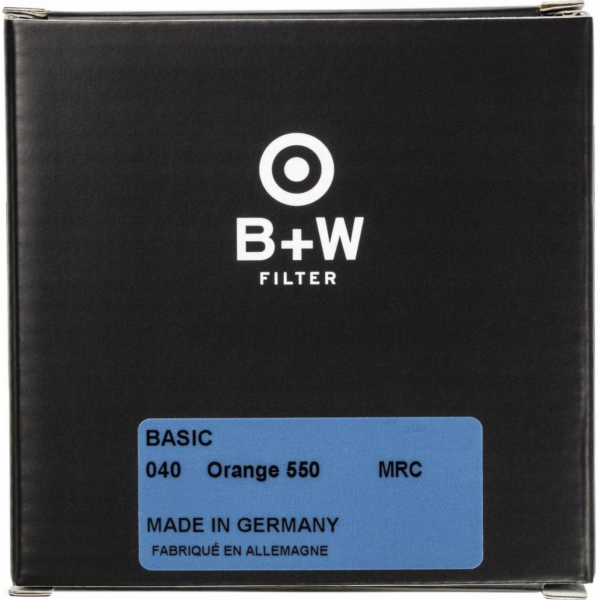 B+W
FILTER
BASIC
040 Orange 550 MRC
MADE IN GERMANY
FABRIQUÉ EN ALLEMAGNE